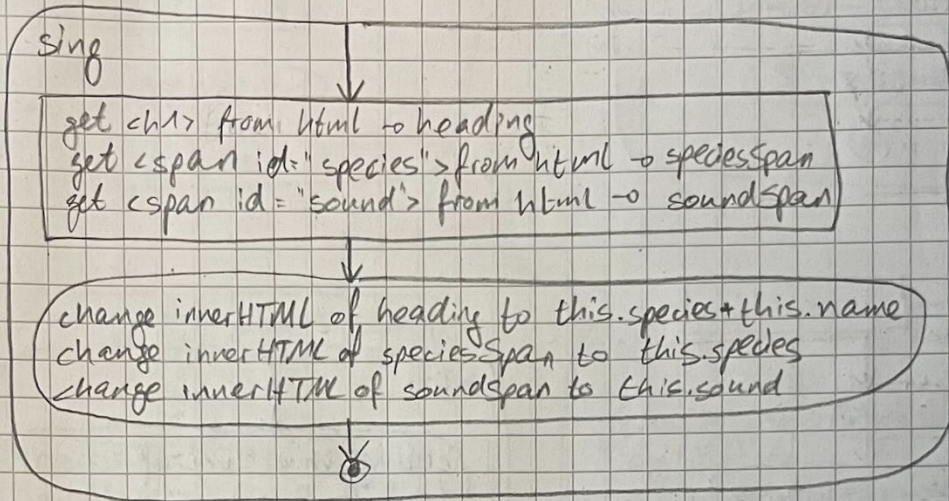 sing
get <h1> from html → heading
get <span id="species"> from html → speciesSpan
get <span id="sound"> from html → soundSpan
change innerHTML of heading to this.species+this.name
change innerHTML of speciesSpan to this.species
change innerHTML of soundSpan to this.sound